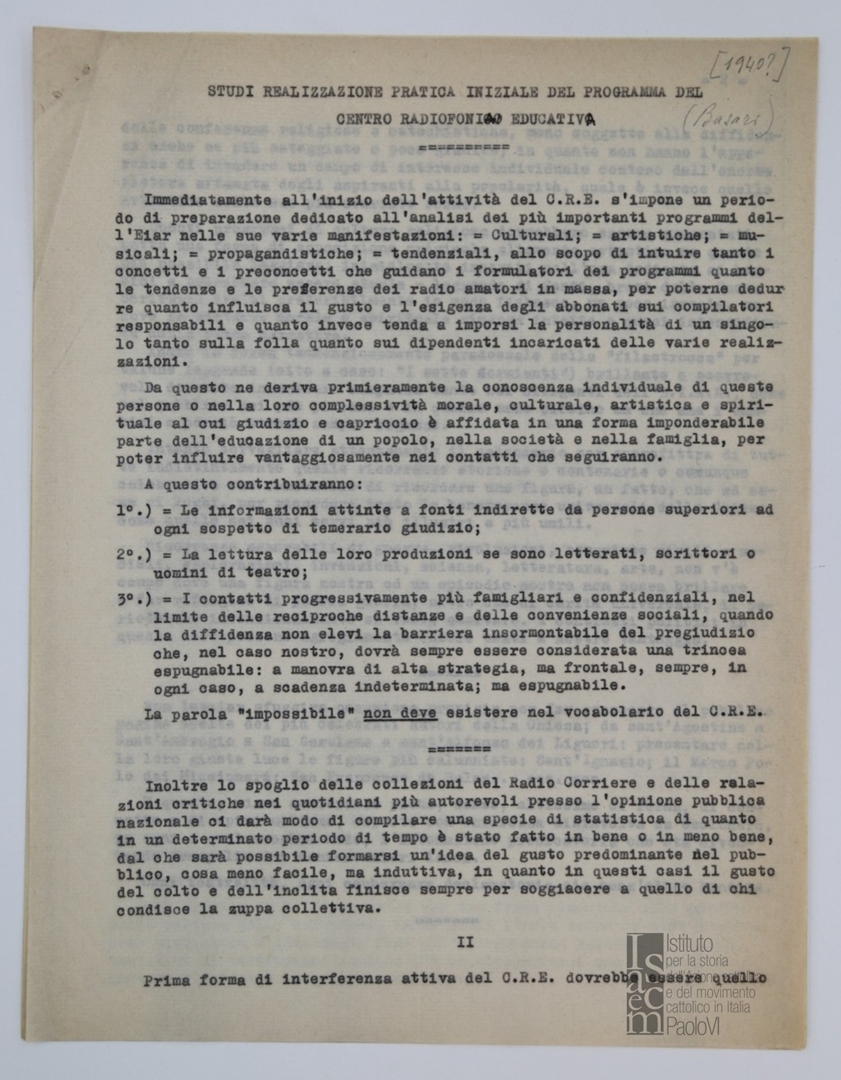 [1940?]
STUDI REALIZZAZIONE PRATICA INIZIALE DEL PROGRAMMA DEL
CENTRO RADIOFONICO EDUCATIVA
(Basari)
==========
Immediatamente all'inizio dell'attività del C.R.E. s'impone un perio-
do di preparazione dedicato all'analisi dei più importanti programmi del-
l'Eiar nelle sue varie manifestazioni: = Culturali; = artistiche; = mu-
sicali; = propagandistiche; = tendenziali, allo scopo di intuire tanto i
concetti e i preconcetti che guidano i formulatori dei programmi quanto
le tendenze e le preferenze dei radio amatori in massa, per poterne dedur
re quanto influisca il gusto e l'esigenza degli abbonati sui compilatori
responsabili e quanto invece tenda a imporsi la personalità di un singo-
lo tanto sulla folla quanto sui dipendenti incaricati delle varie realiz-
zazioni.
Da questo ne deriva primieramente la conoscenza individuale di queste
persone o nella loro complessività morale, culturale, artistica e spiri-
tuale al cui giudizio e capriccio è affidata in una forma imponderabile
parte dell'educazione di un popolo, nella società e nella famiglia, per
poter influire vantaggiosamente nei contatti che seguiranno.
A questo contribuiranno:
1°.) = Le informazioni attinte a fonti indirette da persone superiori ad
ogni sospetto di temerario giudizio;
2°.) = La lettura delle loro produzioni se sono letterati, scrittori o
uomini di teatro;
3°.) = I contatti progressivamente più famigliari e confidenziali, nel
limite delle reciproche distanze e delle convenienze sociali, quando
la diffidenza non elevi la barriera insormontabile del pregiudizio
che, nel caso nostro, dovrà sempre essere considerata una trincea
espugnabile: a manovra di alta strategia, ma frontale, sempre, in
ogni caso, a scadenza indeterminata; ma espugnabile.
La parola "impossibile" non deve esistere nel vocabolario del C.R.E.
=======
Inoltre lo spoglio delle collezioni del Radio Corriere e delle rela-
zioni critiche nei quotidiani più autorevoli presso l'opinione pubblica
nazionale ci darà modo di compilare una specie di statistica di quanto
in un determinato periodo di tempo è stato fatto in bene o in meno bene,
dal che sarà possibile formarsi un'idea del gusto predominante nel pub-
blico, cosa meno facile, ma induttiva, in quanto in questi casi il gusto
del colto e dell'inclita finisce sempre per soggiacere a quello di chi
condisce la zuppa collettiva.
II
Prima forma di interferenza attiva del C.R.E. dovrebbe essere quello
Isacem
Istituto
per la storia
dell'Azione cattolica
e del movimento
cattolico in Italia
PaoloVI